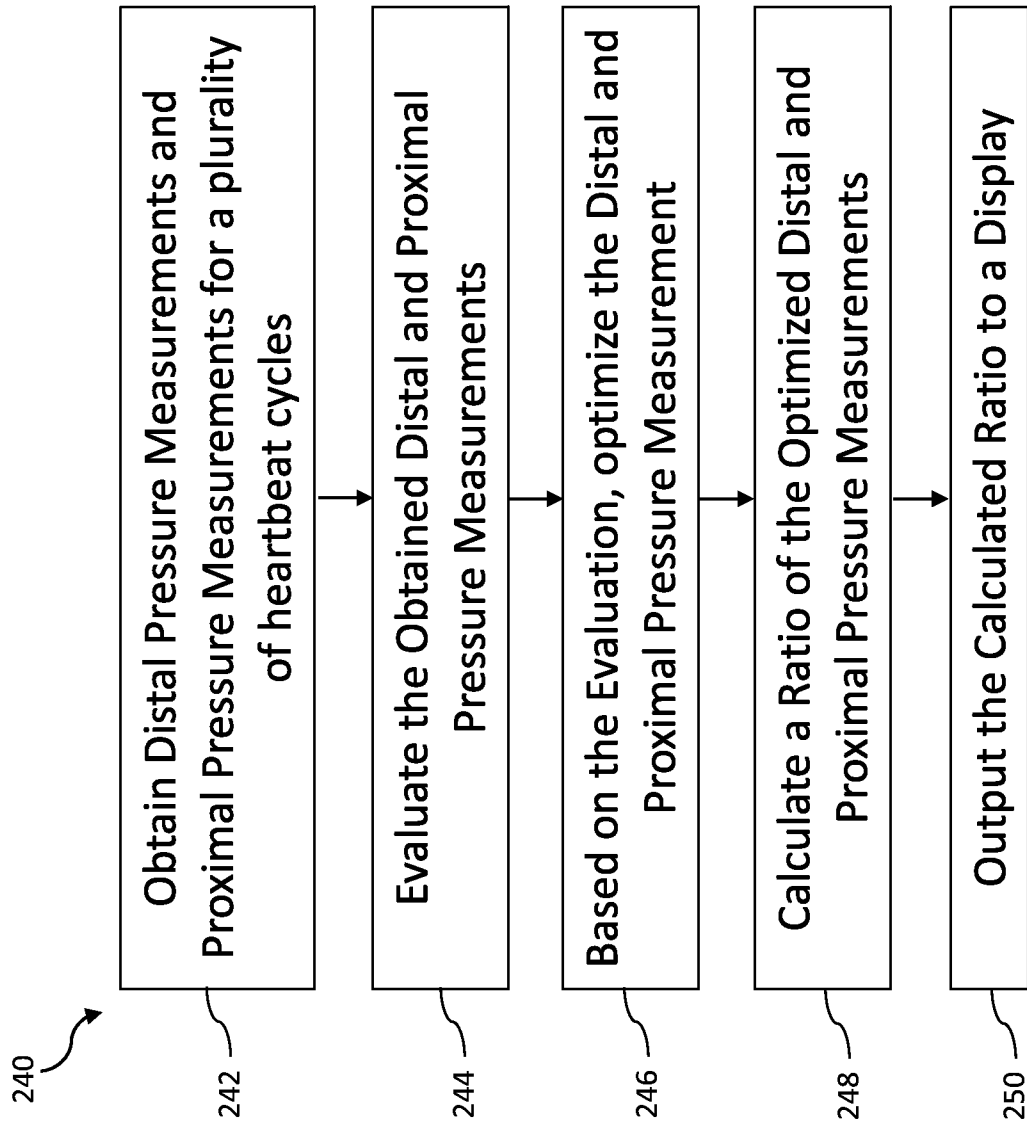 240
242
Obtain Distal Pressure Measurements and
Proximal Pressure Measurements for a plurality
of heartbeat cycles
244
Evaluate the Obtained Distal and Proximal
Pressure Measurements
246
Based on the Evaluation, optimize the Distal and
Proximal Pressure Measurement
248
Calculate a Ratio of the Optimized Distal and
Proximal Pressure Measurements
250
Output the Calculated Ratio to a Display